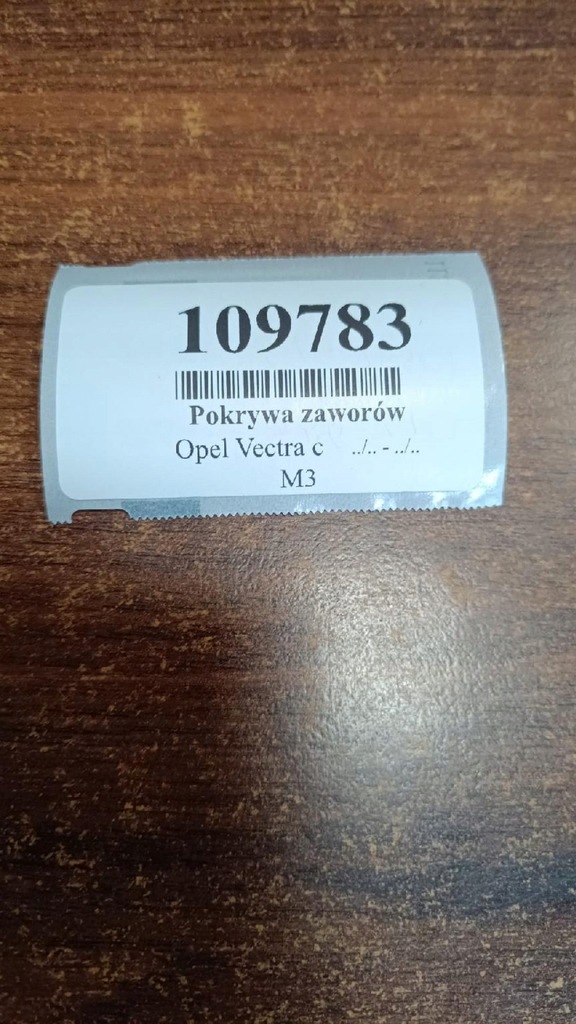 109783
Pokrywa zaworów
Opel Vectra c ../.. - ../..
M3